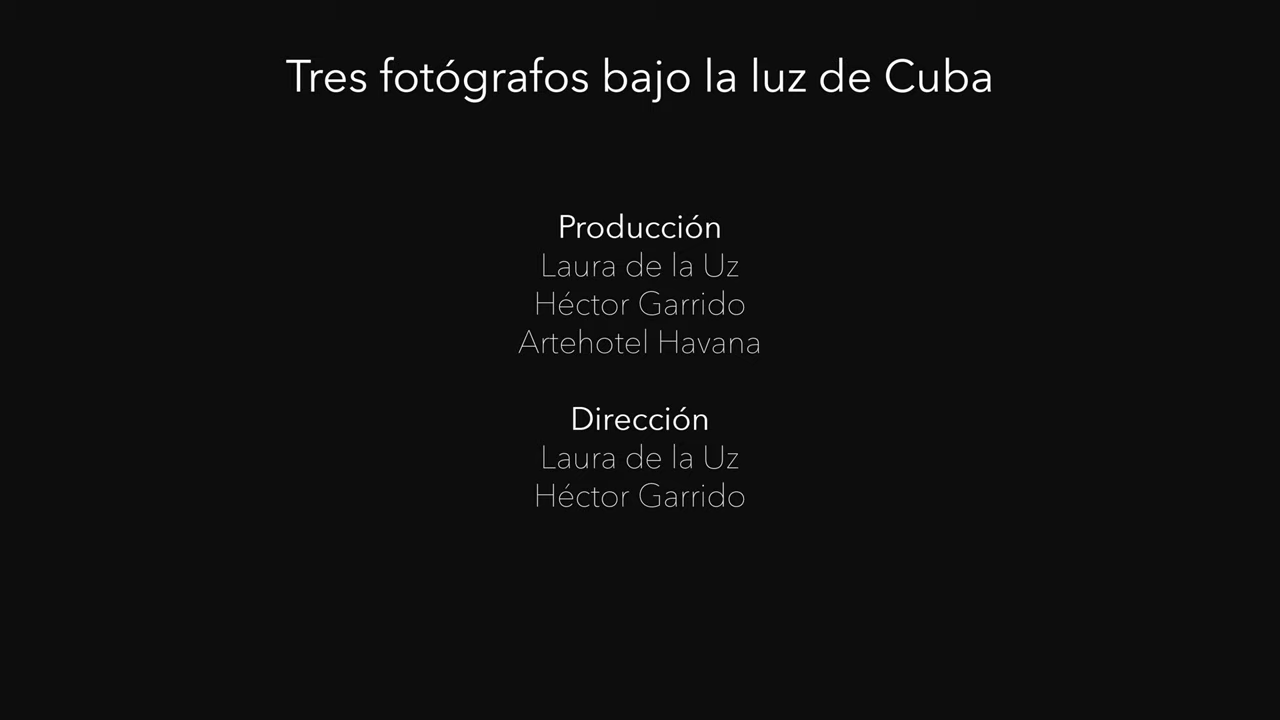 Tres fotógrafos bajo la luz de Cuba
Producción
Laura de la Uz
Héctor Garrido
Artehotel Havana
Dirección
Laura de la Uz
Héctor Garrido